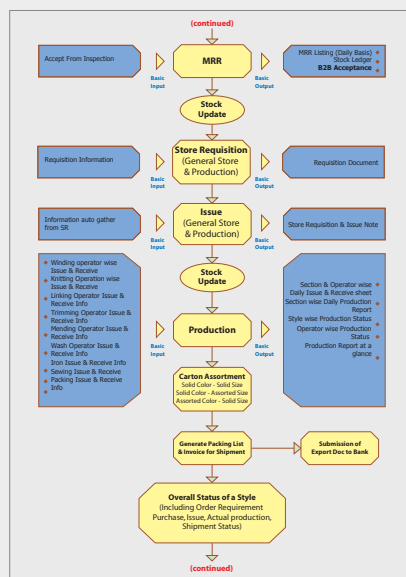 (continued)
Accept From Inspection
Basic
Input
MRR
Basic
Output
MRR Listing (Daily Basis)
Stock Ledger
B2B Acceptance
Stock
Update
Requisition Information
Basic
Input
Store Requisition
(General Store
& Production)
Basic
Output
Requisition Document
Information auto gather
from SR
Basic
Input
Issue
(General Store
& Production)
Basic
Output
Store Requisition & Issue Note
Stock
Update
Winding operator wise
Issue & Receive
Knitting Operation wise
Issue & Receive
Linking Operator Issue &
Receive Info
Trimming Operator Issue &
Receive Info
Mending Operator Issue &
Receive Info
Wash Operator Issue &
Receive Info
Iron Issue & Receive Info
Sewing Issue & Receive
Packing Issue & Receive
Info
Basic
Input
Production
Basic
Output
Section & Operator wise
Daily Issue & Receive sheet
Section wise Daily Production
Report
Style wise Production Status
Operator wise Production
Status
Production Report at a
glance
Carton Assortment
Solid Color - Solid Size
Solid Color - Assorted Size
Assorted Color - Solid Size
Generate Packing List
& Invoice for Shipment
Submission of
Export Doc to Bank
Overall Status of a Style
(Including Order Requirement
Purchase, Issue, Actual production,
Shipment Status)
(continued)